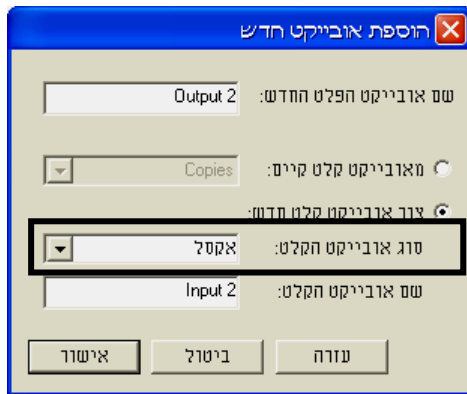 הוספת אובייקט חדש
שם אובייקט הפלט החדש: Output 2
מאובייקט קלט קיים: Copies
צור אובייקט קלט חדש:
סוג אובייקט הקלט: אקסל
שם אובייקט הקלט: Input 2
עזרה ביטול אישור